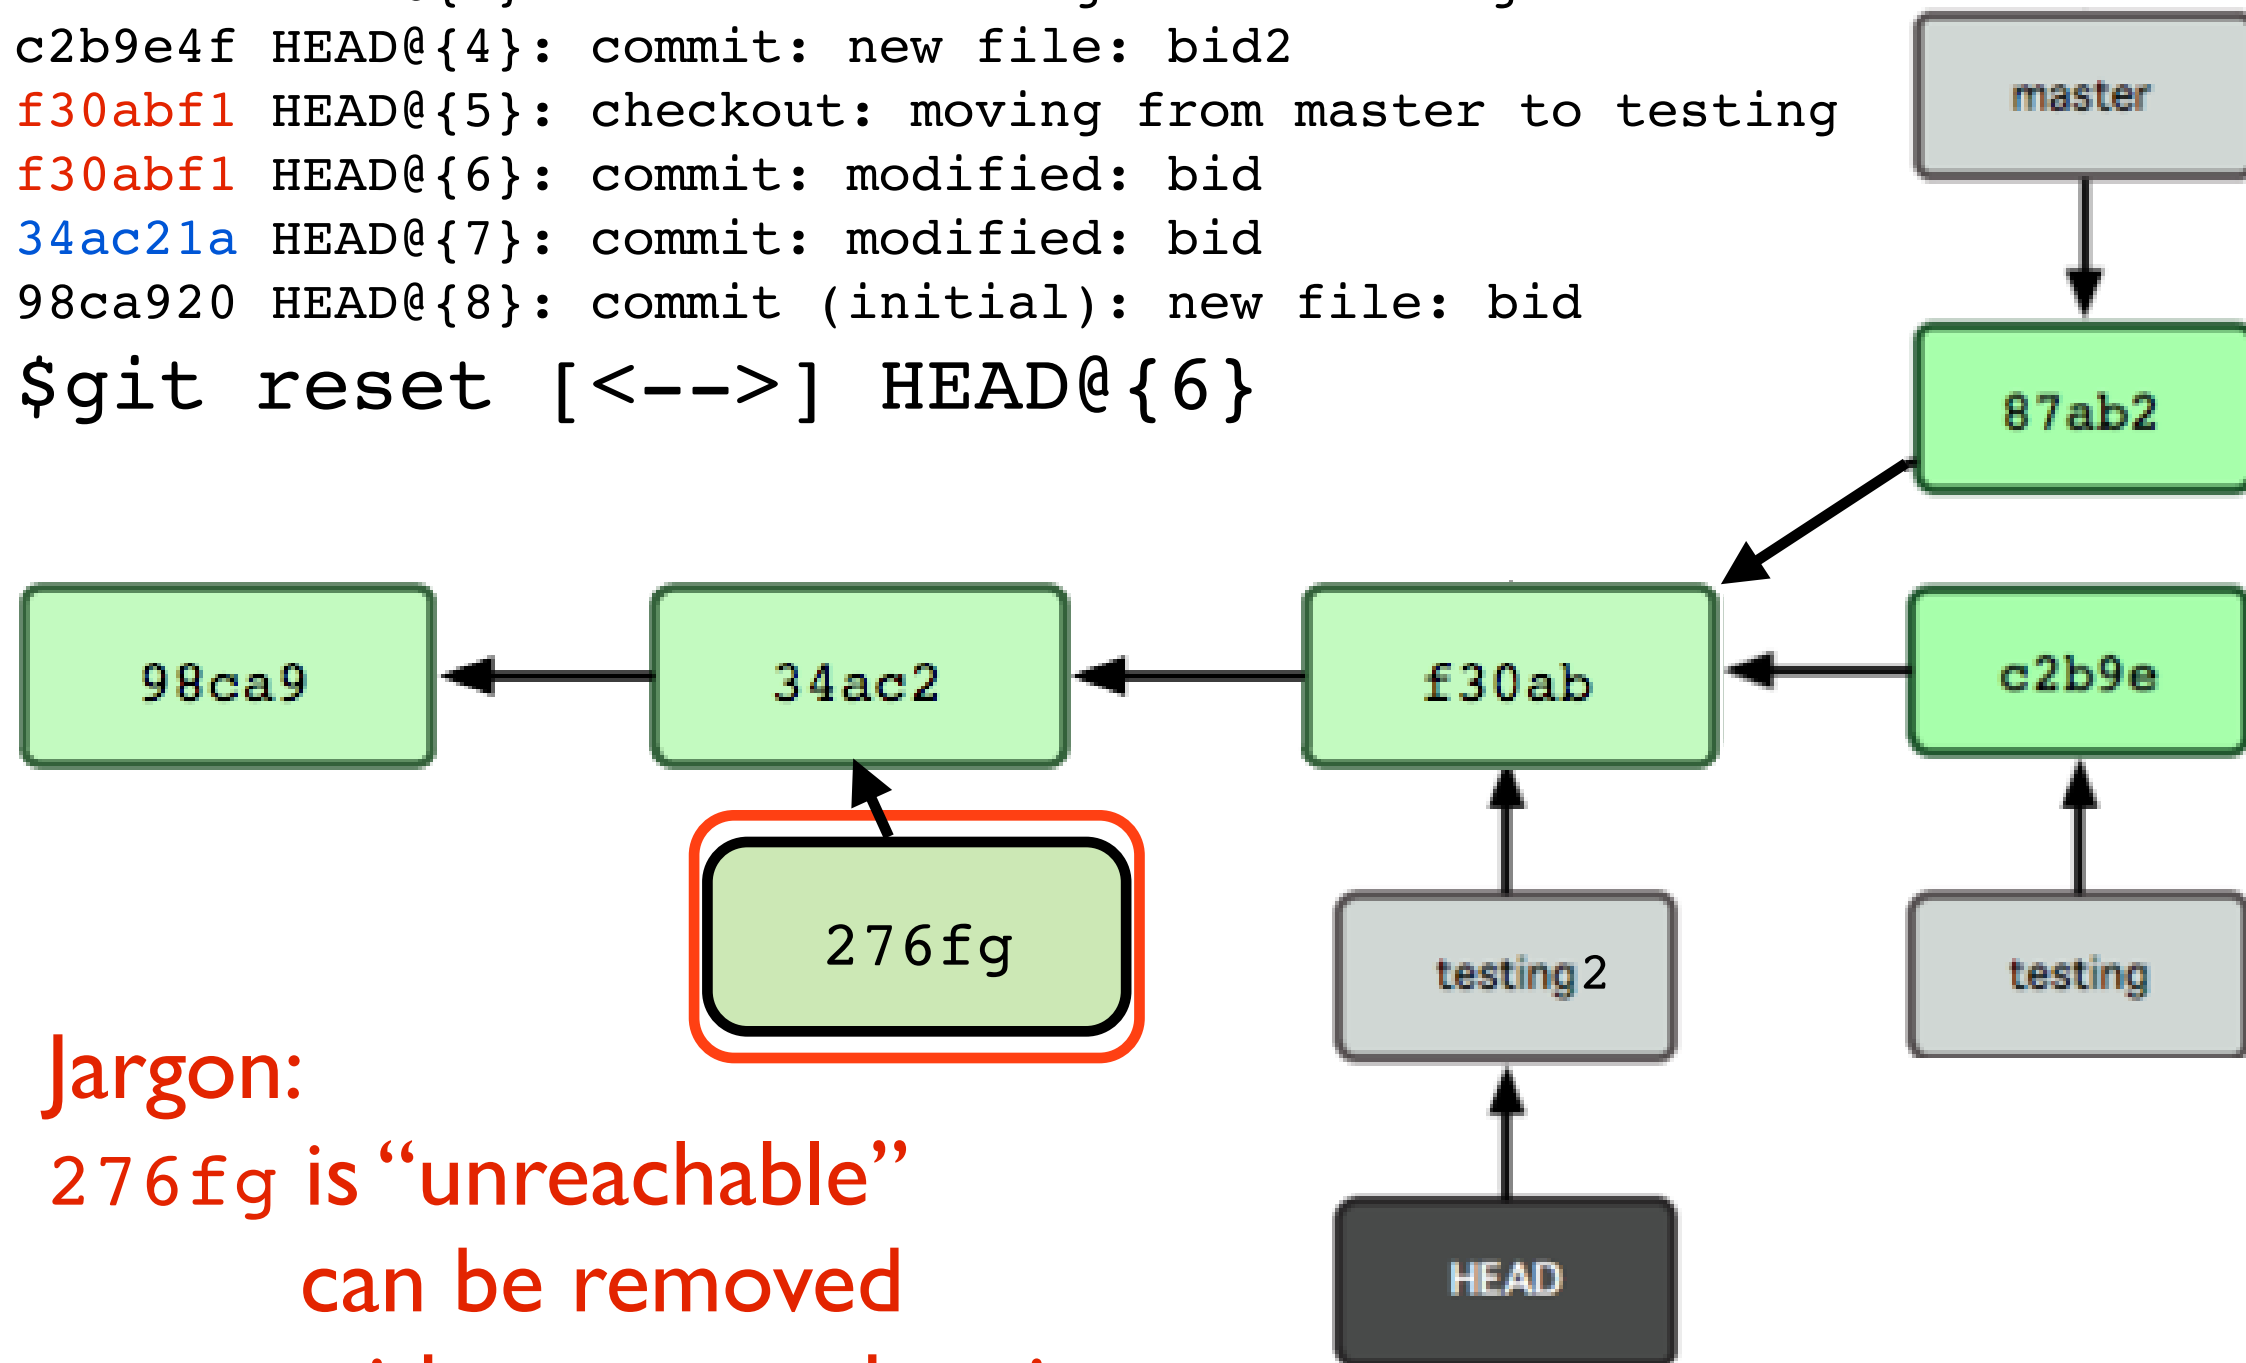 c2b9e4f HEAD@{4}: commit: new file: bid2
f30abf1 HEAD@{5}: checkout: moving from master to testing
f30abf1 HEAD@{6}: commit: modified: bid
34ac21a HEAD@{7}: commit: modified: bid
98ca920 HEAD@{8}: commit (initial): new file: bid
$git reset [<-->] HEAD@{6}
master
87ab2
98ca9
34ac2
f30ab
c2b9e
276fg
testing2
testing
Jargon:
276fg is “unreachable”
can be removed
HEAD